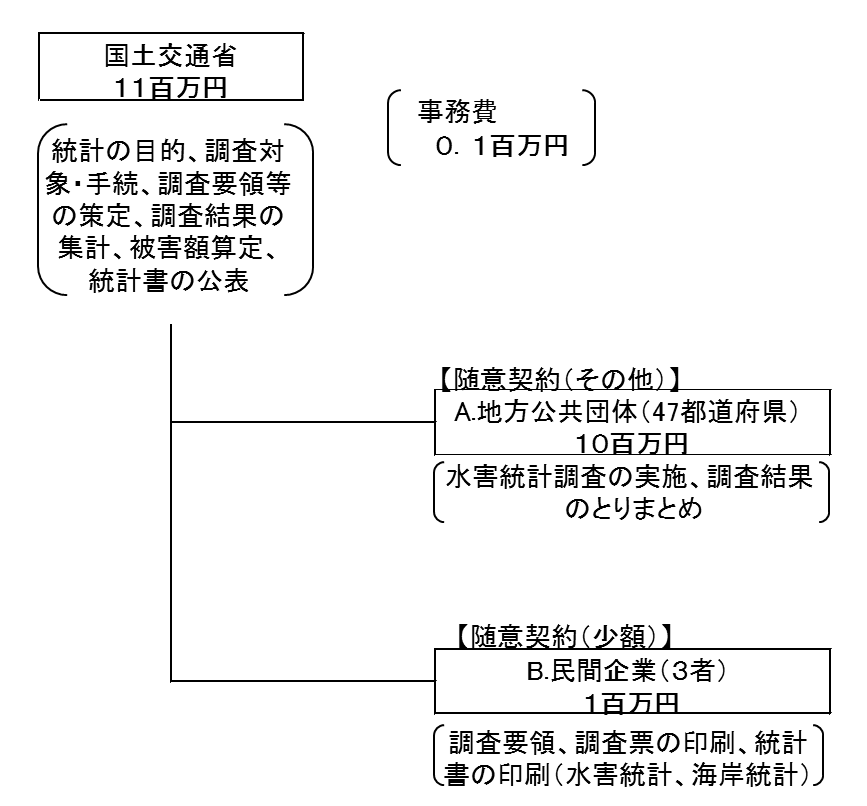 国土交通省
11百万円
事務費
0.1百万円
統計の目的、調査対
象・手続、調査要領等
の策定、調査結果の
集計、被害額算定、
統計書の公表
【随意契約(その他)】
A.地方公共団体(47都道府県)
10百万円
水害統計調査の実施、調査結果
のとりまとめ
【随意契約(少額)】
B.民間企業(3者)
1百万円
調査要領、調査票の印刷、統計
書の印刷(水害統計、海岸統計)